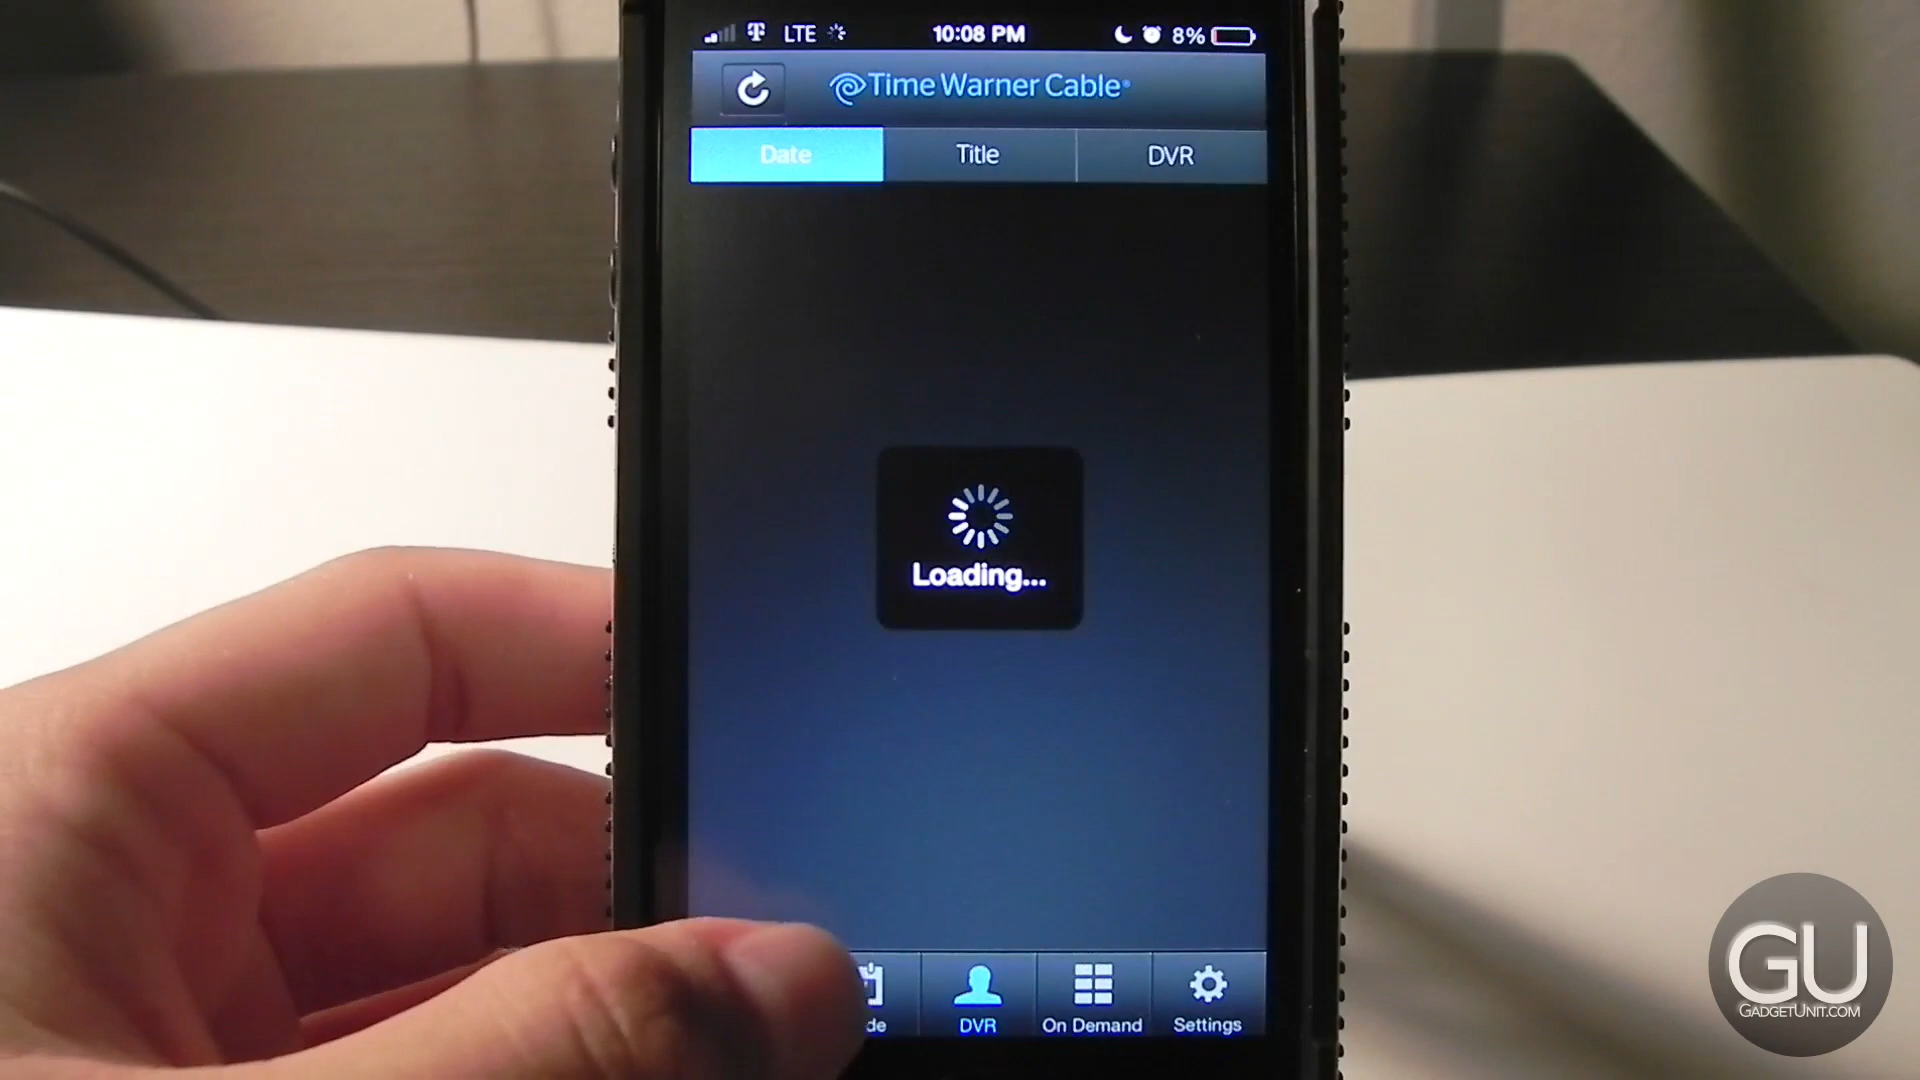 LTE 10:08 PM 8%
Time Warner Cable
Date Title DVR
Loading...
de DVR On Demand Settings
GU
GADGETUNIT.COM